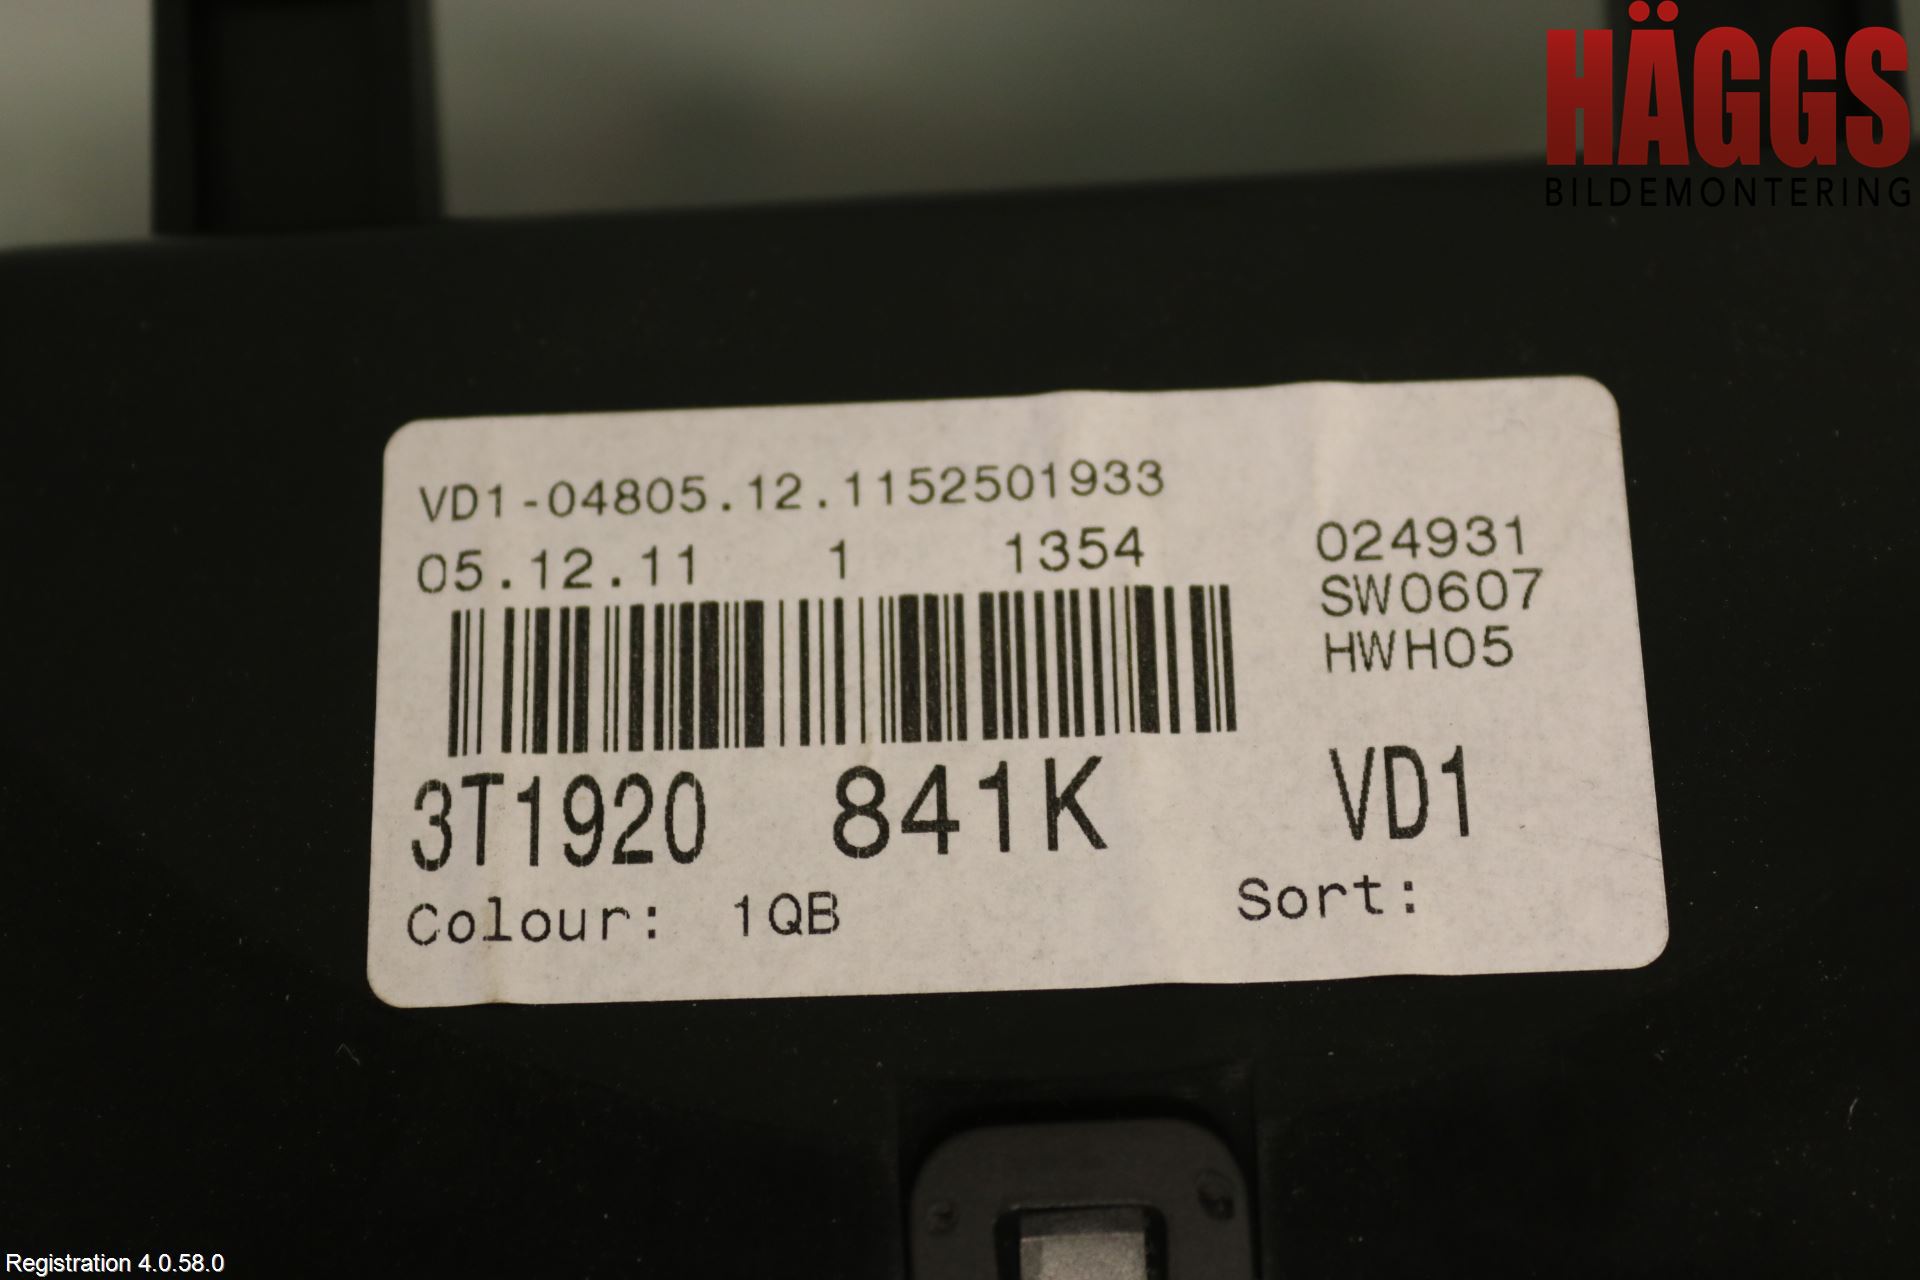 HÄGGS
BILDEMONTERING
VD1-04805.12.1152501933
05.12.11 1 1354
024931
SW0607
HWH05
3T1920 841K VD1
Colour: 1QB Sort:
Registration 4.0.58.0